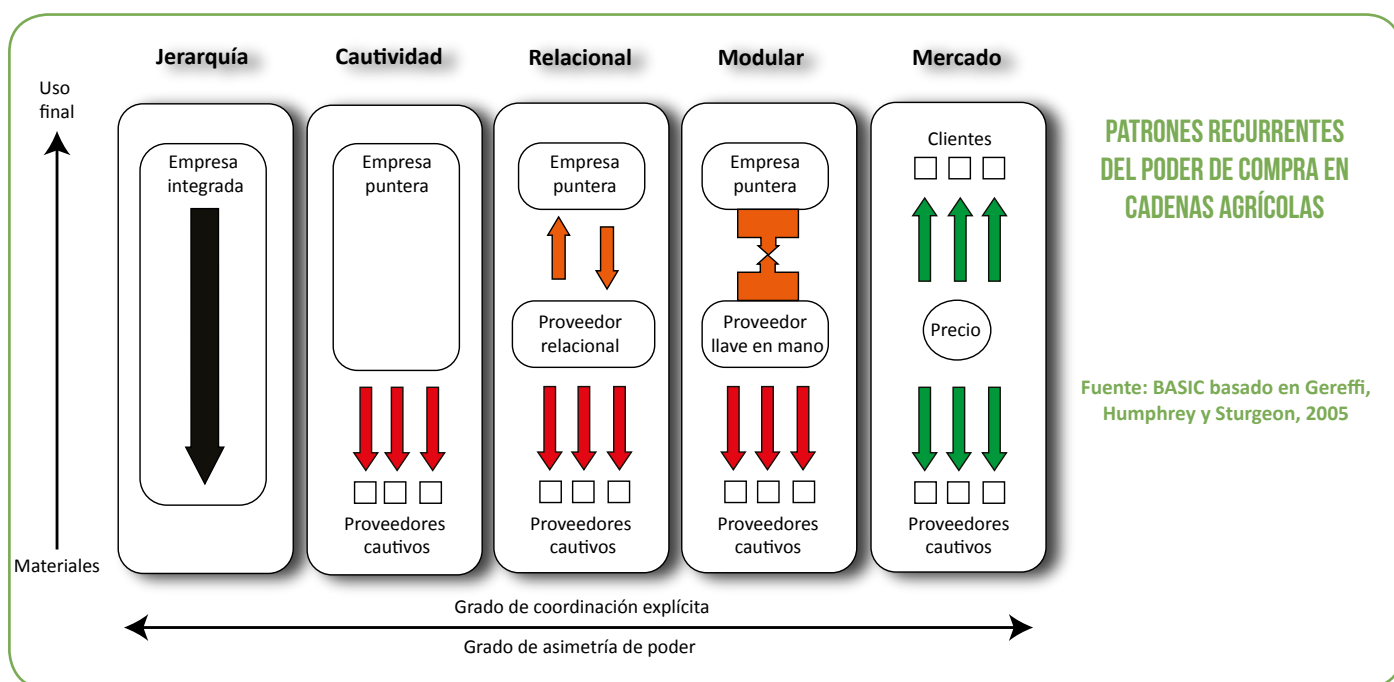 Jerarquía
Cautividad
Relacional
Modular
Mercado
Uso
final
Materiales
Empresa
integrada
Empresa
puntera
Proveedores
cautivos
Empresa
puntera
Proveedor
relacional
Proveedores
cautivos
Empresa
puntera
Proveedor
llave en mano
Proveedores
cautivos
Clientes
Precio
Proveedores
cautivos
Grado de coordinación explícita
Grado de asimetría de poder
PATRONES RECURRENTES
DEL PODER DE COMPRA EN
CADENAS AGRÍCOLAS
Fuente: BASIC basado en Gereffi,
Humphrey y Sturgeon, 2005